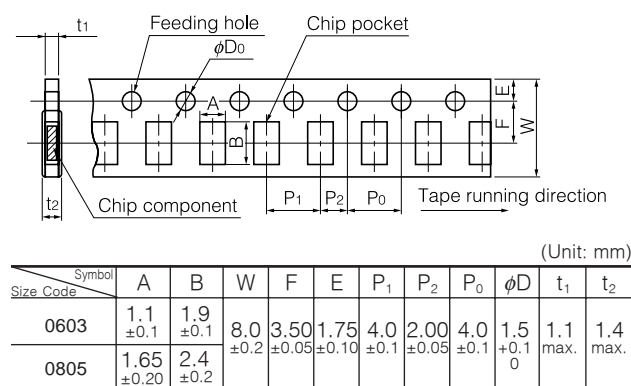 t₁
Feeding hole
Chip pocket
ϕD₀
A
B
E
F
W
P₁
P₂
P₀
Tape running direction
t₂
Chip component
(Unit: mm)
Symbol
Size Code
A B W F E P₁ P₂ P₀ ϕD t₁ t₂
0603 1.1 ±0.1 1.9 ±0.1 8.0 ±0.2 3.50 ±0.05 1.75 ±0.10 4.0 ±0.1 2.00 ±0.05 4.0 ±0.1 1.5 +0.1 0 1.1 max. 1.4 max.
0805 1.65 ±0.20 2.4 ±0.2